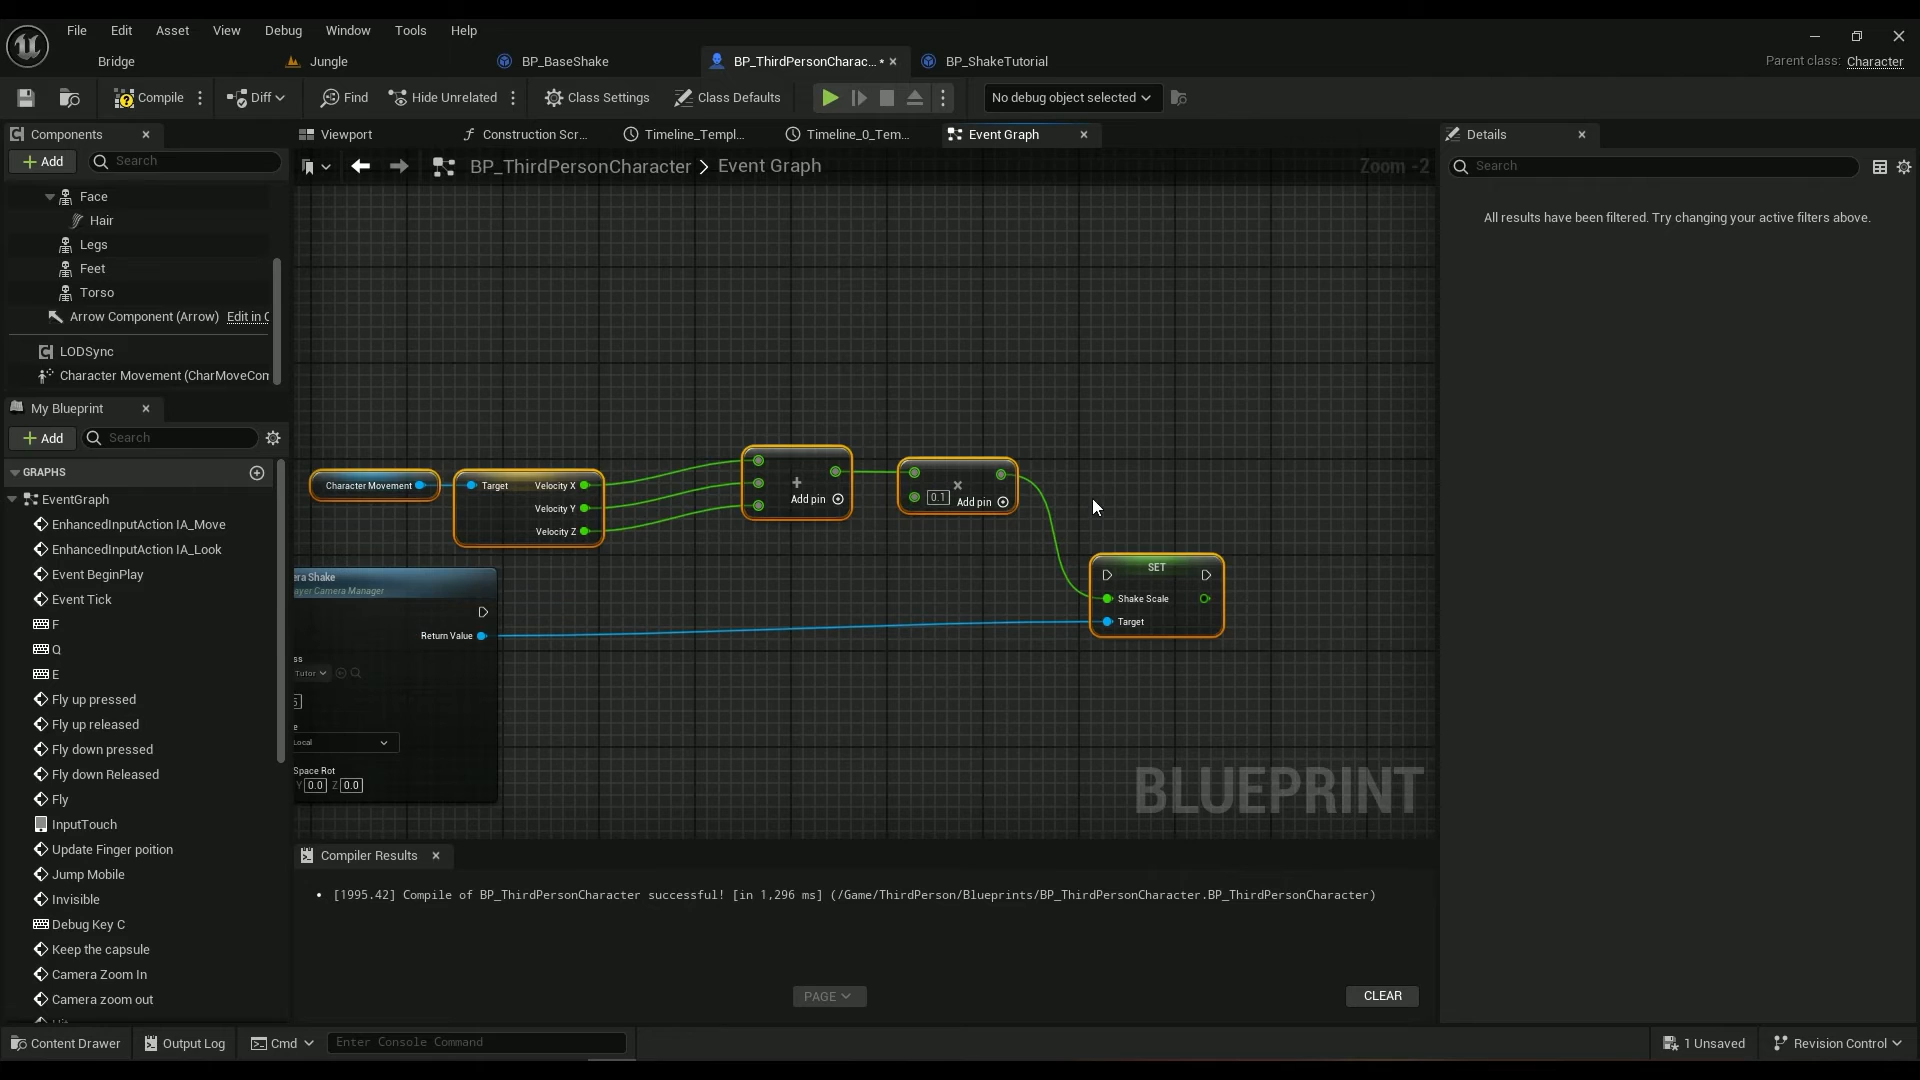 File Edit Asset View Debug Window Tools Help
Bridge Jungle BP_BaseShake BP_ThirdPersonCharac... * BP_ShakeTutorial Parent class: Character
Compile Diff Find Hide Unrelated Class Settings Class Defaults No debug object selected
Components Viewport Construction Scr... Timeline_Templ... Timeline_0_Tem... Event Graph Details
Add Search BP_ThirdPersonCharacter > Event Graph Zoom -2 Search
Face
Hair
Legs
Feet
Torso
Arrow Component (Arrow) Edit in C
LODSync
Character Movement (CharMoveCom
All results have been filtered. Try changing your active filters above.
My Blueprint
Add Search
GRAPHS
EventGraph
EnhancedInputAction IA_Move
EnhancedInputAction IA_Look
Event BeginPlay
Event Tick
F
Q
E
Fly up pressed
Fly up released
Fly down pressed
Fly down Released
Fly
InputTouch
Update Finger poition
Jump Mobile
Invisible
Debug Key C
Keep the capsule
Camera Zoom In
Camera zoom out
Character Movement Target Velocity X
Velocity Y
Velocity Z
Add pin
0.1 Add pin
SET
Shake Scale
Target
era Shake
ayer Camera Manager
Return Value
ss
Tutor
e
Local
Space Rot
Y 0.0 Z 0.0
BLUEPRINT
Compiler Results
[1995.42] Compile of BP_ThirdPersonCharacter successful! [in 1,296 ms] (/Game/ThirdPerson/Blueprints/BP_ThirdPersonCharacter.BP_ThirdPersonCharacter)
PAGE CLEAR
Content Drawer Output Log Cmd Enter Console Command 1 Unsaved Revision Control